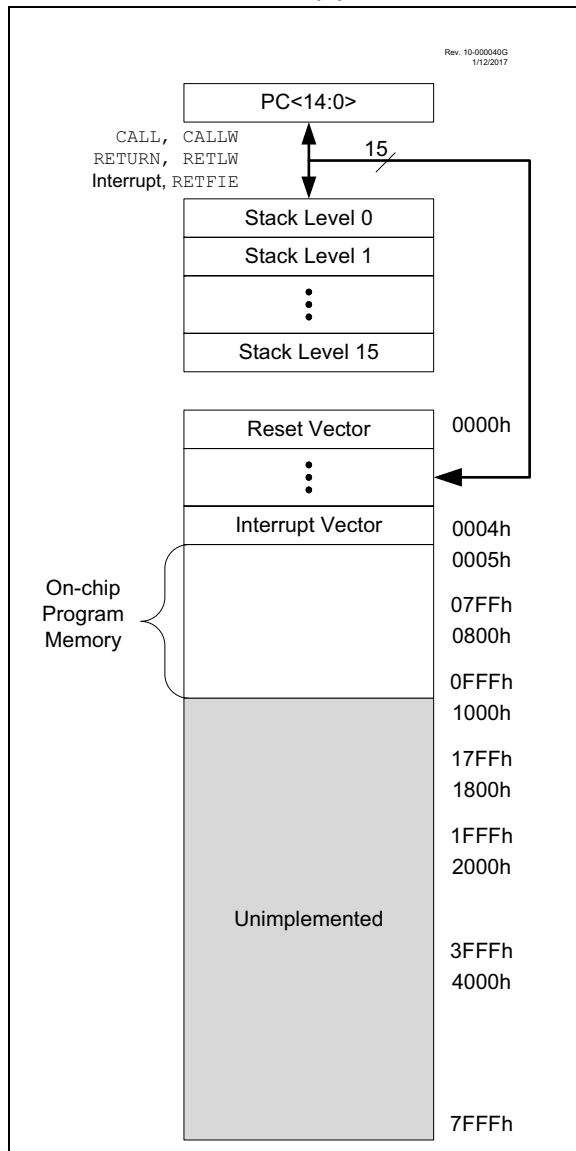 Rev. 10-000040G
1/12/2017
PC<14:0>
CALL, CALLW
RETURN, RETLW
Interrupt, RETFIE
15
Stack Level 0
Stack Level 1
Stack Level 15
Reset Vector
0000h
Interrupt Vector
0004h
0005h
On-chip
Program
Memory
07FFh
0800h
0FFFh
1000h
17FFh
1800h
1FFFh
2000h
Unimplemented
3FFFh
4000h
7FFFh